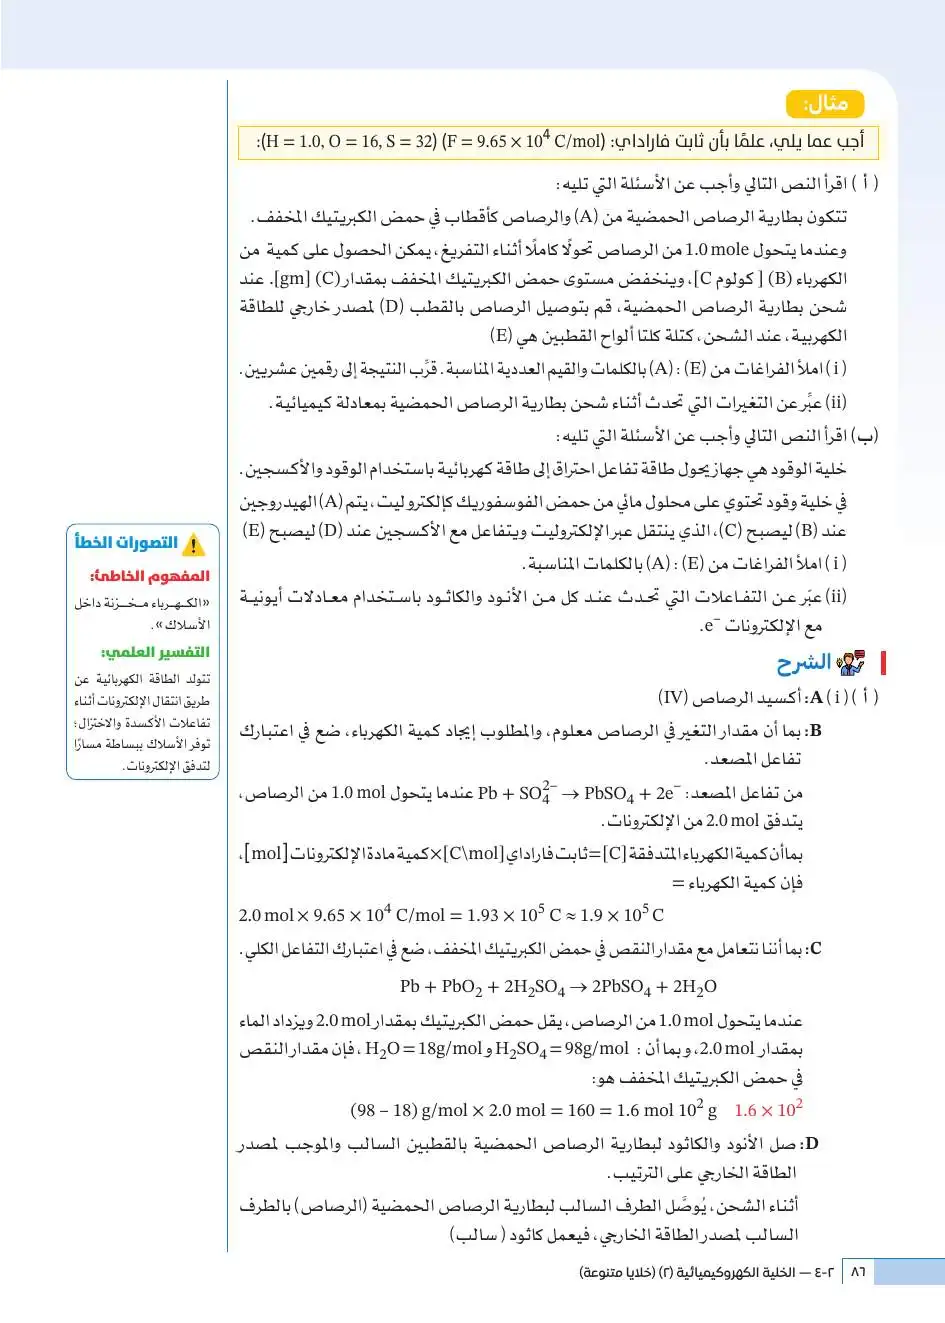 مثال:
أجب عما يلي، علمًا بأن ثابت فاراداي: (F = 9.65 × 10⁴ C/mol) (H = 1.0, O = 16, S = 32):
( أ ) اقرأ النص التالي وأجب عن الأسئلة التي تليه:
تتكون بطارية الرصاص الحمضية من (A) والرصاص كأقطاب في حمض الكبريتيك المخفف.
وعندما يتحول 1.0 mole من الرصاص تحولًا كاملًا أثناء التفريغ، يمكن الحصول على كمية من
الكهرباء (B) [ كولوم C]، وينخفض مستوى حمض الكبريتيك المخفف بمقدار (C) [gm]. عند
شحن بطارية الرصاص الحمضية، قم بتوصيل الرصاص بالقطب (D) لمصدر خارجي للطاقة
الكهربية، عند الشحن، كتلة كلتا ألواح القطبين هي (E)
( i ) املأ الفراغات من (E) : (A) بالكلمات والقيم العددية المناسبة. قرِّب النتيجة إلى رقمين عشريين.
(ii) عبِّر عن التغيرات التي تحدث أثناء شحن بطارية الرصاص الحمضية بمعادلة كيميائية.
(ب) اقرأ النص التالي وأجب عن الأسئلة التي تليه:
خلية الوقود هي جهاز يحول طاقة تفاعل احتراق إلى طاقة كهربائية باستخدام الوقود والأكسجين.
في خلية وقود تحتوي على محلول مائي من حمض الفوسفوريك كإلكتروليت، يتم (A) الهيدروجين
عند (B) ليصبح (C)، الذي ينتقل عبر الإلكتروليت ويتفاعل مع الأكسجين عند (D) ليصبح (E)
( i ) املأ الفراغات من (E) : (A) بالكلمات المناسبة.
(ii) عبّر عن التفاعلات التي تحدث عند كل من الأنود والكاثود باستخدام معادلات أيونية
مع الإلكترونات e⁻.
التصورات الخطأ
المفهوم الخاطئ:
«الكهرباء مخزنة داخل
الأسلاك».
التفسير العلمي:
تتولد الطاقة الكهربائية عن
طريق انتقال الإلكترونات أثناء
تفاعلات الأكسدة والاختزال؛
توفر الأسلاك ببساطة مسارًا
لتدفق الإلكترونات.
الشرح
( أ ) ( i ) A: أكسيد الرصاص (IV)
B: بما أن مقدار التغير في الرصاص معلوم، والمطلوب إيجاد كمية الكهرباء، ضع في اعتبارك
تفاعل المصعد.
من تفاعل المصعد: Pb + SO₄²⁻ → PbSO₄ + 2e⁻ عندما يتحول 1.0 mol من الرصاص،
يتدفق 2.0 mol من الإلكترونات.
بما أن كمية الكهرباء المتدفقة [C] = ثابت فاراداي [C\mol] × كمية مادة الإلكترونات [mol]،
فإن كمية الكهرباء =
2.0 mol × 9.65 × 10⁴ C/mol = 1.93 × 10⁵ C ≈ 1.9 × 10⁵ C
C: بما أننا نتعامل مع مقدار النقص في حمض الكبريتيك المخفف، ضع في اعتبارك التفاعل الكلي.
Pb + PbO₂ + 2H₂SO₄ → 2PbSO₄ + 2H₂O
عندما يتحول 1.0 mol من الرصاص، يقل حمض الكبريتيك بمقدار 2.0 mol ويزداد الماء
بمقدار 2.0 mol، وبما أن : H₂SO₄ = 98g/mol و H₂O = 18g/mol، فإن مقدار النقص
في حمض الكبريتيك المخفف هو:
(98 – 18) g/mol × 2.0 mol = 160 = 1.6 mol 10² g 1.6 × 10²
D: صل الأنود والكاثود لبطارية الرصاص الحمضية بالقطبين السالب والموجب لمصدر
الطاقة الخارجي على الترتيب.
أثناء الشحن، يُوصَّل الطرف السالب لبطارية الرصاص الحمضية (الرصاص) بالطرف
السالب لمصدر الطاقة الخارجي، فيعمل كاثود ( سالب)
٨٦ ٢-٤ — الخلية الكهروكيميائية (٢) (خلايا متنوعة)